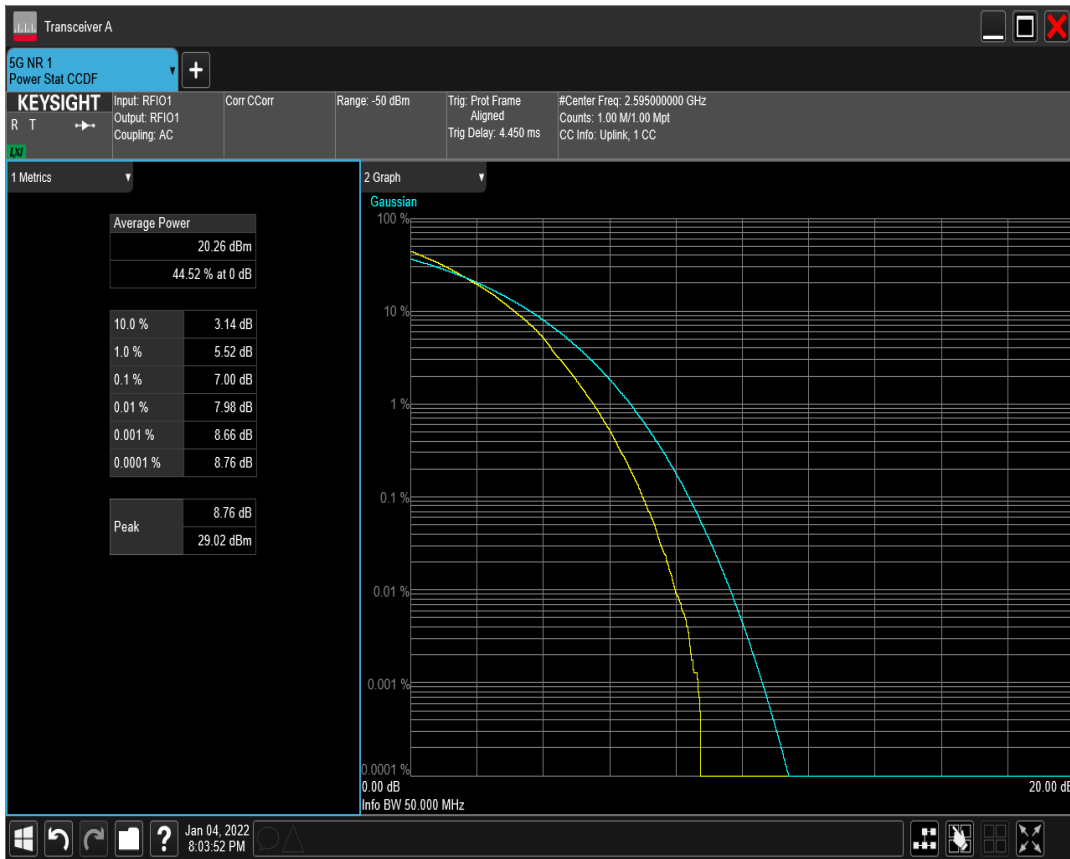 Transceiver A
5G NR 1
Power Stat CCDF
+
KEYSIGHT
R T
LXI
Input: RFIO1
Output: RFIO1
Coupling: AC
Corr CCorr
Range: -50 dBm
Trig: Prot Frame
Aligned
Trig Delay: 4.450 ms
#Center Freq: 2.595000000 GHz
Counts: 1.00 M/1.00 Mpt
CC Info: Uplink, 1 CC
1 Metrics
Average Power
20.26 dBm
44.52 % at 0 dB
10.0 % 3.14 dB
1.0 % 5.52 dB
0.1 % 7.00 dB
0.01 % 7.98 dB
0.001 % 8.66 dB
0.0001 % 8.76 dB
Peak 8.76 dB
29.02 dBm
2 Graph
Gaussian
100 %
10 %
1 %
0.1 %
0.01 %
0.001 %
0.0001 %
0.00 dB 20.00 dB
Info BW 50.000 MHz
?
Jan 04, 2022
8:03:52 PM